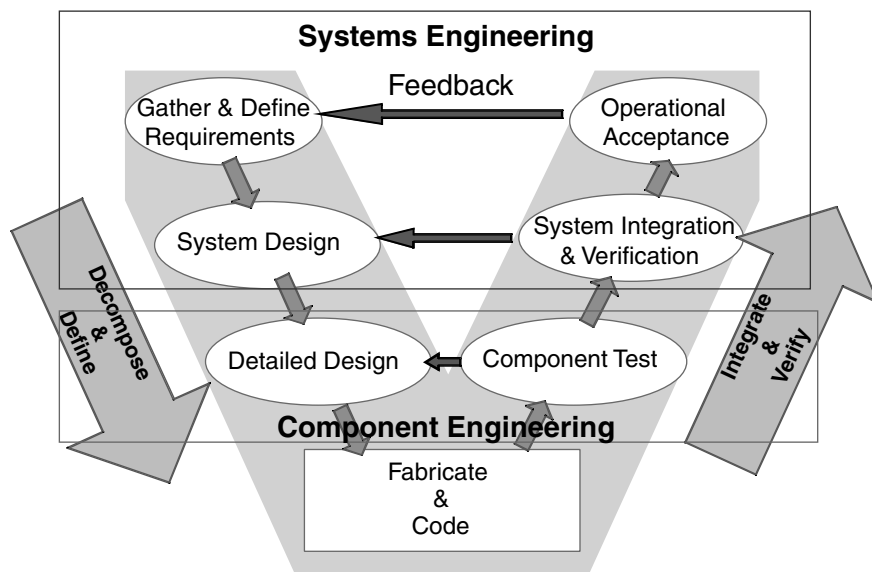 Systems Engineering
Feedback
Gather & Define
Requirements
Operational
Acceptance
System Design
System Integration
& Verification
Decompose
&
Define
Integrate
&
Verify
Detailed Design
Component Test
Component Engineering
Fabricate
&
Code